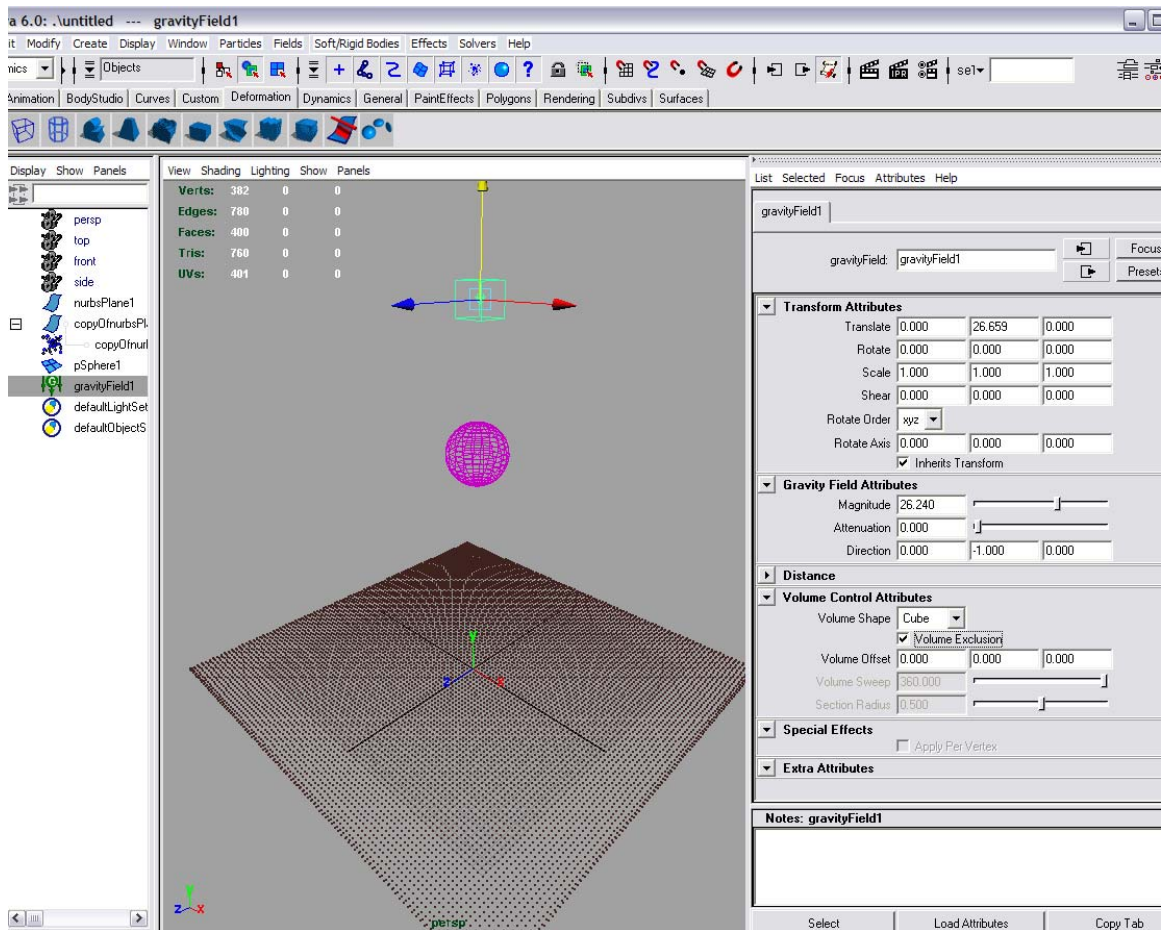 a 6.0: .\untitled --- gravityField1
it Modify Create Display Window Particles Fields Soft/Rigid Bodies Effects Solvers Help
mics Objects ? IPR sel
Animation BodyStudio Curves Custom Deformation Dynamics General PaintEffects Polygons Rendering Subdivs Surfaces
Display Show Panels
persp
top
front
side
nurbsPlane1
copyOfnurbsPl
copyOfnurl
pSphere1
G gravityField1
defaultLightSet
defaultObjectS
View Shading Lighting Show Panels
Verts: 382 0 0
Edges: 780 0 0
Faces: 400 0 0
Tris: 760 0 0
UVs: 401 0 0
y
z x
y
z x
persp
List Selected Focus Attributes Help
gravityField1
gravityField: gravityField1
Focus
Presets
Transform Attributes
Translate 0.000 26.659 0.000
Rotate 0.000 0.000 0.000
Scale 1.000 1.000 1.000
Shear 0.000 0.000 0.000
Rotate Order xyz
Rotate Axis 0.000 0.000 0.000
Inherits Transform
Gravity Field Attributes
Magnitude 26.240
Attenuation 0.000
Direction 0.000 -1.000 0.000
Distance
Volume Control Attributes
Volume Shape Cube
Volume Exclusion
Volume Offset 0.000 0.000 0.000
Volume Sweep 360.000
Section Radius 0.500
Special Effects
Apply Per Vertex
Extra Attributes
Notes: gravityField1
Select Load Attributes Copy Tab